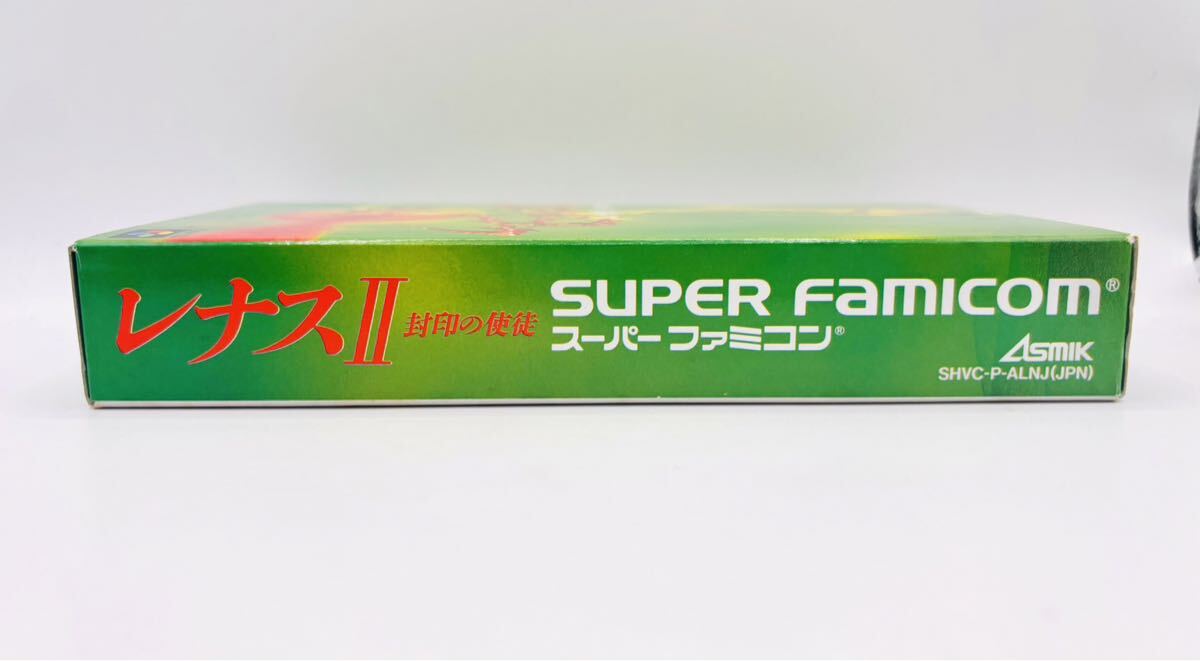 レナスⅡ 封印の使徒
SUPER FAMICOM®
スーパーファミコン®
ASMIK
SHVC-P-ALNJ(JPN)